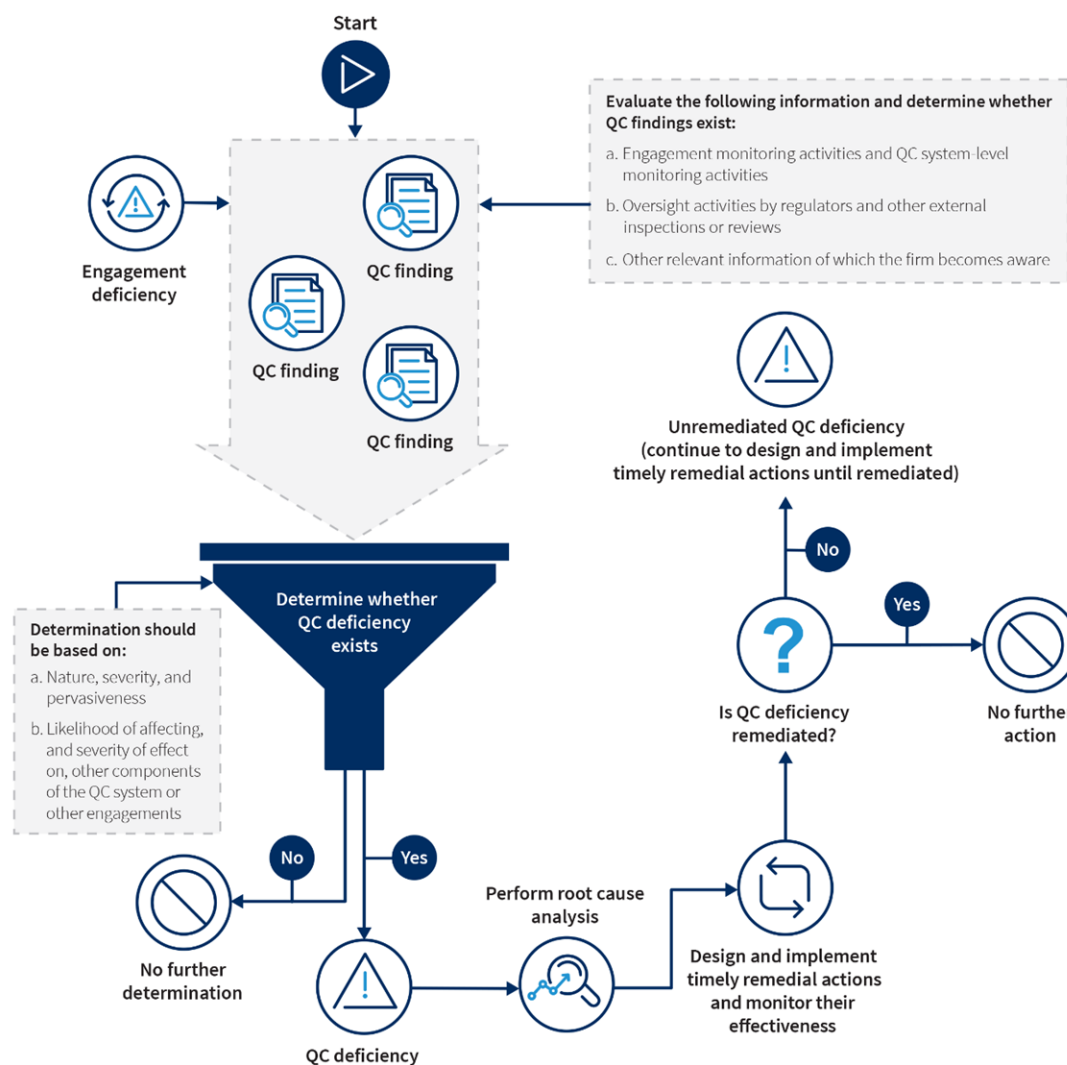 Start
Evaluate the following information and determine whether
QC findings exist:
a. Engagement monitoring activities and QC system-level
monitoring activities
b. Oversight activities by regulators and other external
inspections or reviews
c. Other relevant information of which the firm becomes aware
Engagement
deficiency
QC finding
QC finding
QC finding
Unremediated QC deficiency
(continue to design and implement
timely remedial actions until remediated)
No
Yes
Determine whether
QC deficiency
exists
Determination should
be based on:
a. Nature, severity, and
pervasiveness
b. Likelihood of affecting,
and severity of effect
on, other components
of the QC system or
other engagements
?
Is QC deficiency
remediated?
No further
action
No
Yes
No further
determination
QC deficiency
Perform root cause
analysis
Design and implement
timely remedial actions
and monitor their
effectiveness